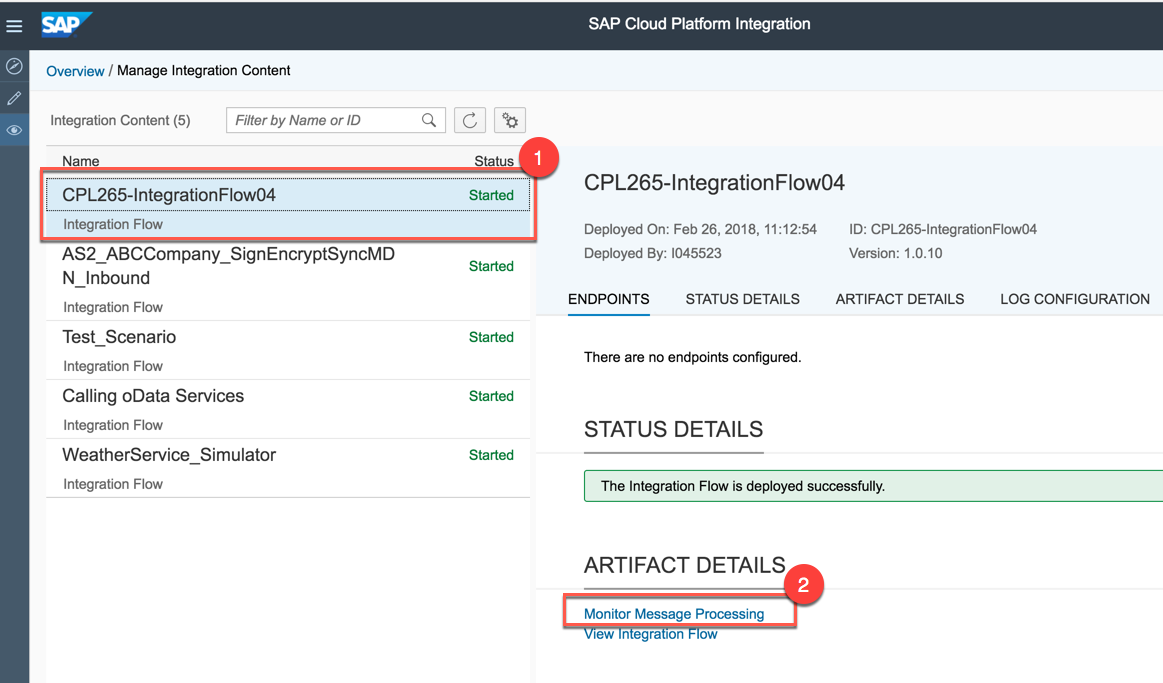 SAP
SAP Cloud Platform Integration
Overview / Manage Integration Content
Integration Content (5)
Filter by Name or ID
Name
Status
1
CPL265-IntegrationFlow04
Started
Integration Flow
AS2_ABCCompany_SignEncryptSyncMD
N_Inbound
Started
Integration Flow
Test_Scenario
Started
Integration Flow
Calling oData Services
Started
Integration Flow
WeatherService_Simulator
Started
Integration Flow
CPL265-IntegrationFlow04
Deployed On: Feb 26, 2018, 11:12:54
ID: CPL265-IntegrationFlow04
Deployed By: I045523
Version: 1.0.10
ENDPOINTS
STATUS DETAILS
ARTIFACT DETAILS
LOG CONFIGURATION
There are no endpoints configured.
STATUS DETAILS
The Integration Flow is deployed successfully.
ARTIFACT DETAILS
2
Monitor Message Processing
View Integration Flow